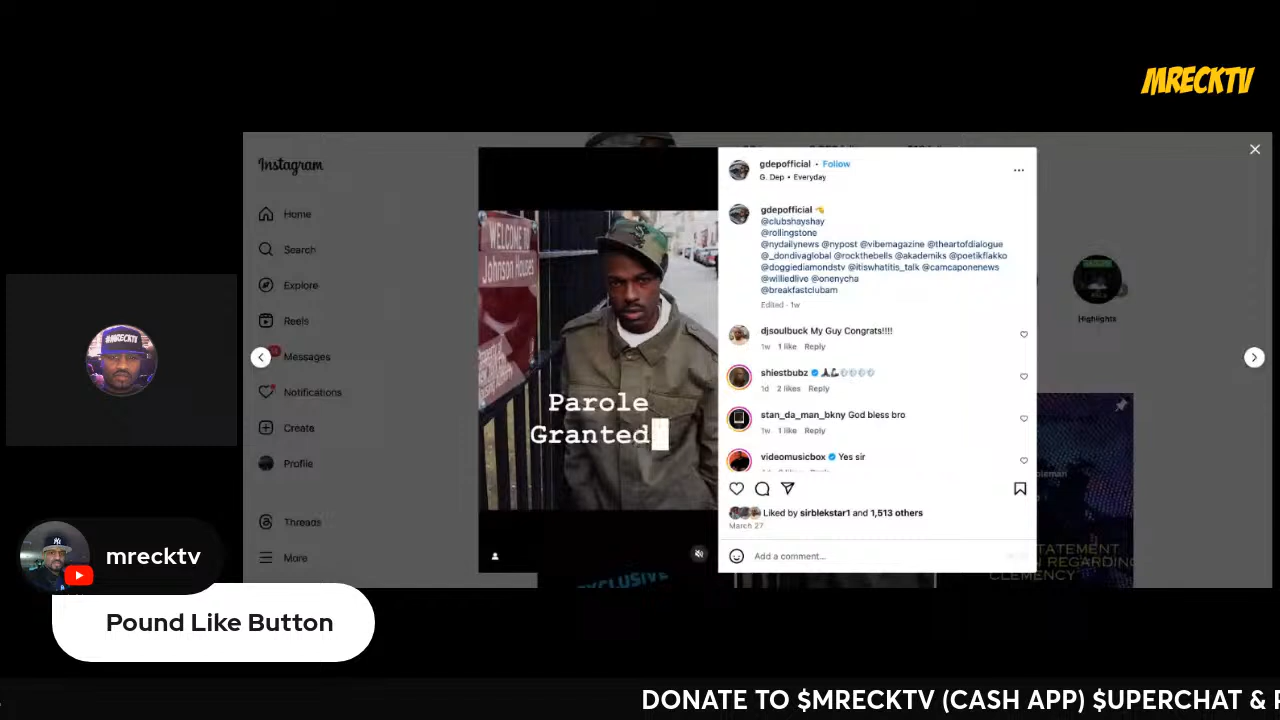 MRECKTV
Instagram
Home
Search
Explore
Reels
Messages
Notifications
Create
Profile
Threads
More
WELCOME TO
Johnson Houses
Parole
Granted
gdepofficial • Follow
G. Dep • Everyday
gdepofficial
@clubshayshay
@rollingstone
@nydailynews @nypost @vibemagazine @theartofdialogue
@_dondivaglobal @rockthebells @akademiks @poetikflakko
@doggiediamondstv @itiswhatitis_talk @camcaponenews
@williedlive @onenycha
@breakfastclubam
Edited · 1w
djsoulbuck My Guy Congrats!!!!
1w 1 like Reply
shiestbubz
1d 2 likes Reply
stan_da_man_bkny God bless bro
1w 1 like Reply
videomusicbox Yes sir
Liked by sirblekstar1 and 1,513 others
March 27
Add a comment...
Highlights
STATEMENT
REGARDING
CLEMENCY
EXCLUSIVE
#MRECKTV
mrecktv
Pound Like Button
DONATE TO $MRECKTV (CASH APP) $UPERCHAT &